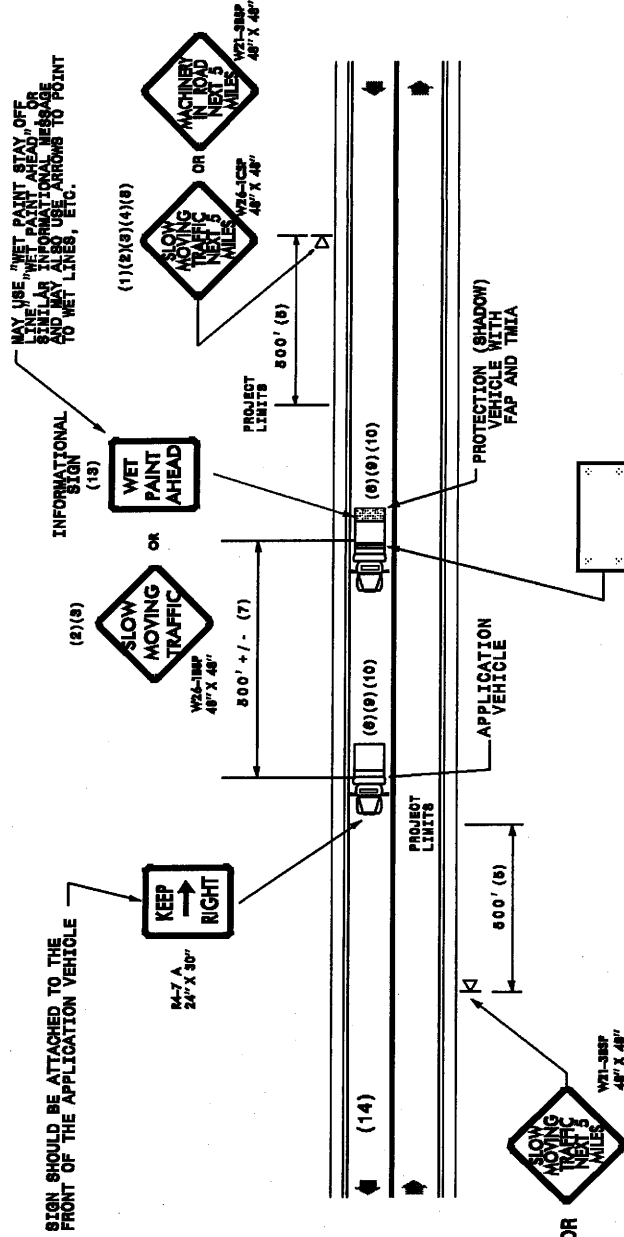 SIGN SHOULD BE ATTACHED TO THE
FRONT OF THE APPLICATION VEHICLE
KEEP
RIGHT
R4-7 A
24" X 30"
(2)(3)
SLOW
MOVING
TRAFFIC
W26-1BSP
48" X 48"
OR
INFORMATIONAL
SIGN
(13)
WET
PAINT
AHEAD
MAY USE "WET PAINT STAY OFF
LINE" "WET PAINT AHEAD", OR
SIMILAR INFORMATIONAL MESSAGE
AND MAY ALSO USE ARROWS TO POINT
TO WET LINES, ETC.
(1)(2)(3)(4)(5)
SLOW
MOVING
TRAFFIC
NEXT 5
MILES
W26-1CSP
48" X 48"
OR
MACHINERY
IN ROAD
NEXT 5
MILES
W21-3BSP
48" X 48"
500' +/- (7)
PROJECT
LIMITS
500' (5)
(14)
(6)(9)(10)
(6)(9)(10)
PROJECT
LIMITS
500' (5)
APPLICATION
VEHICLE
PROTECTION (SHADOW)
VEHICLE WITH
FAP AND TMIA
OR
SLOW
MOVING
TRAFFIC
NEXT 5
MILES
W21-3BSP
48" X 48"